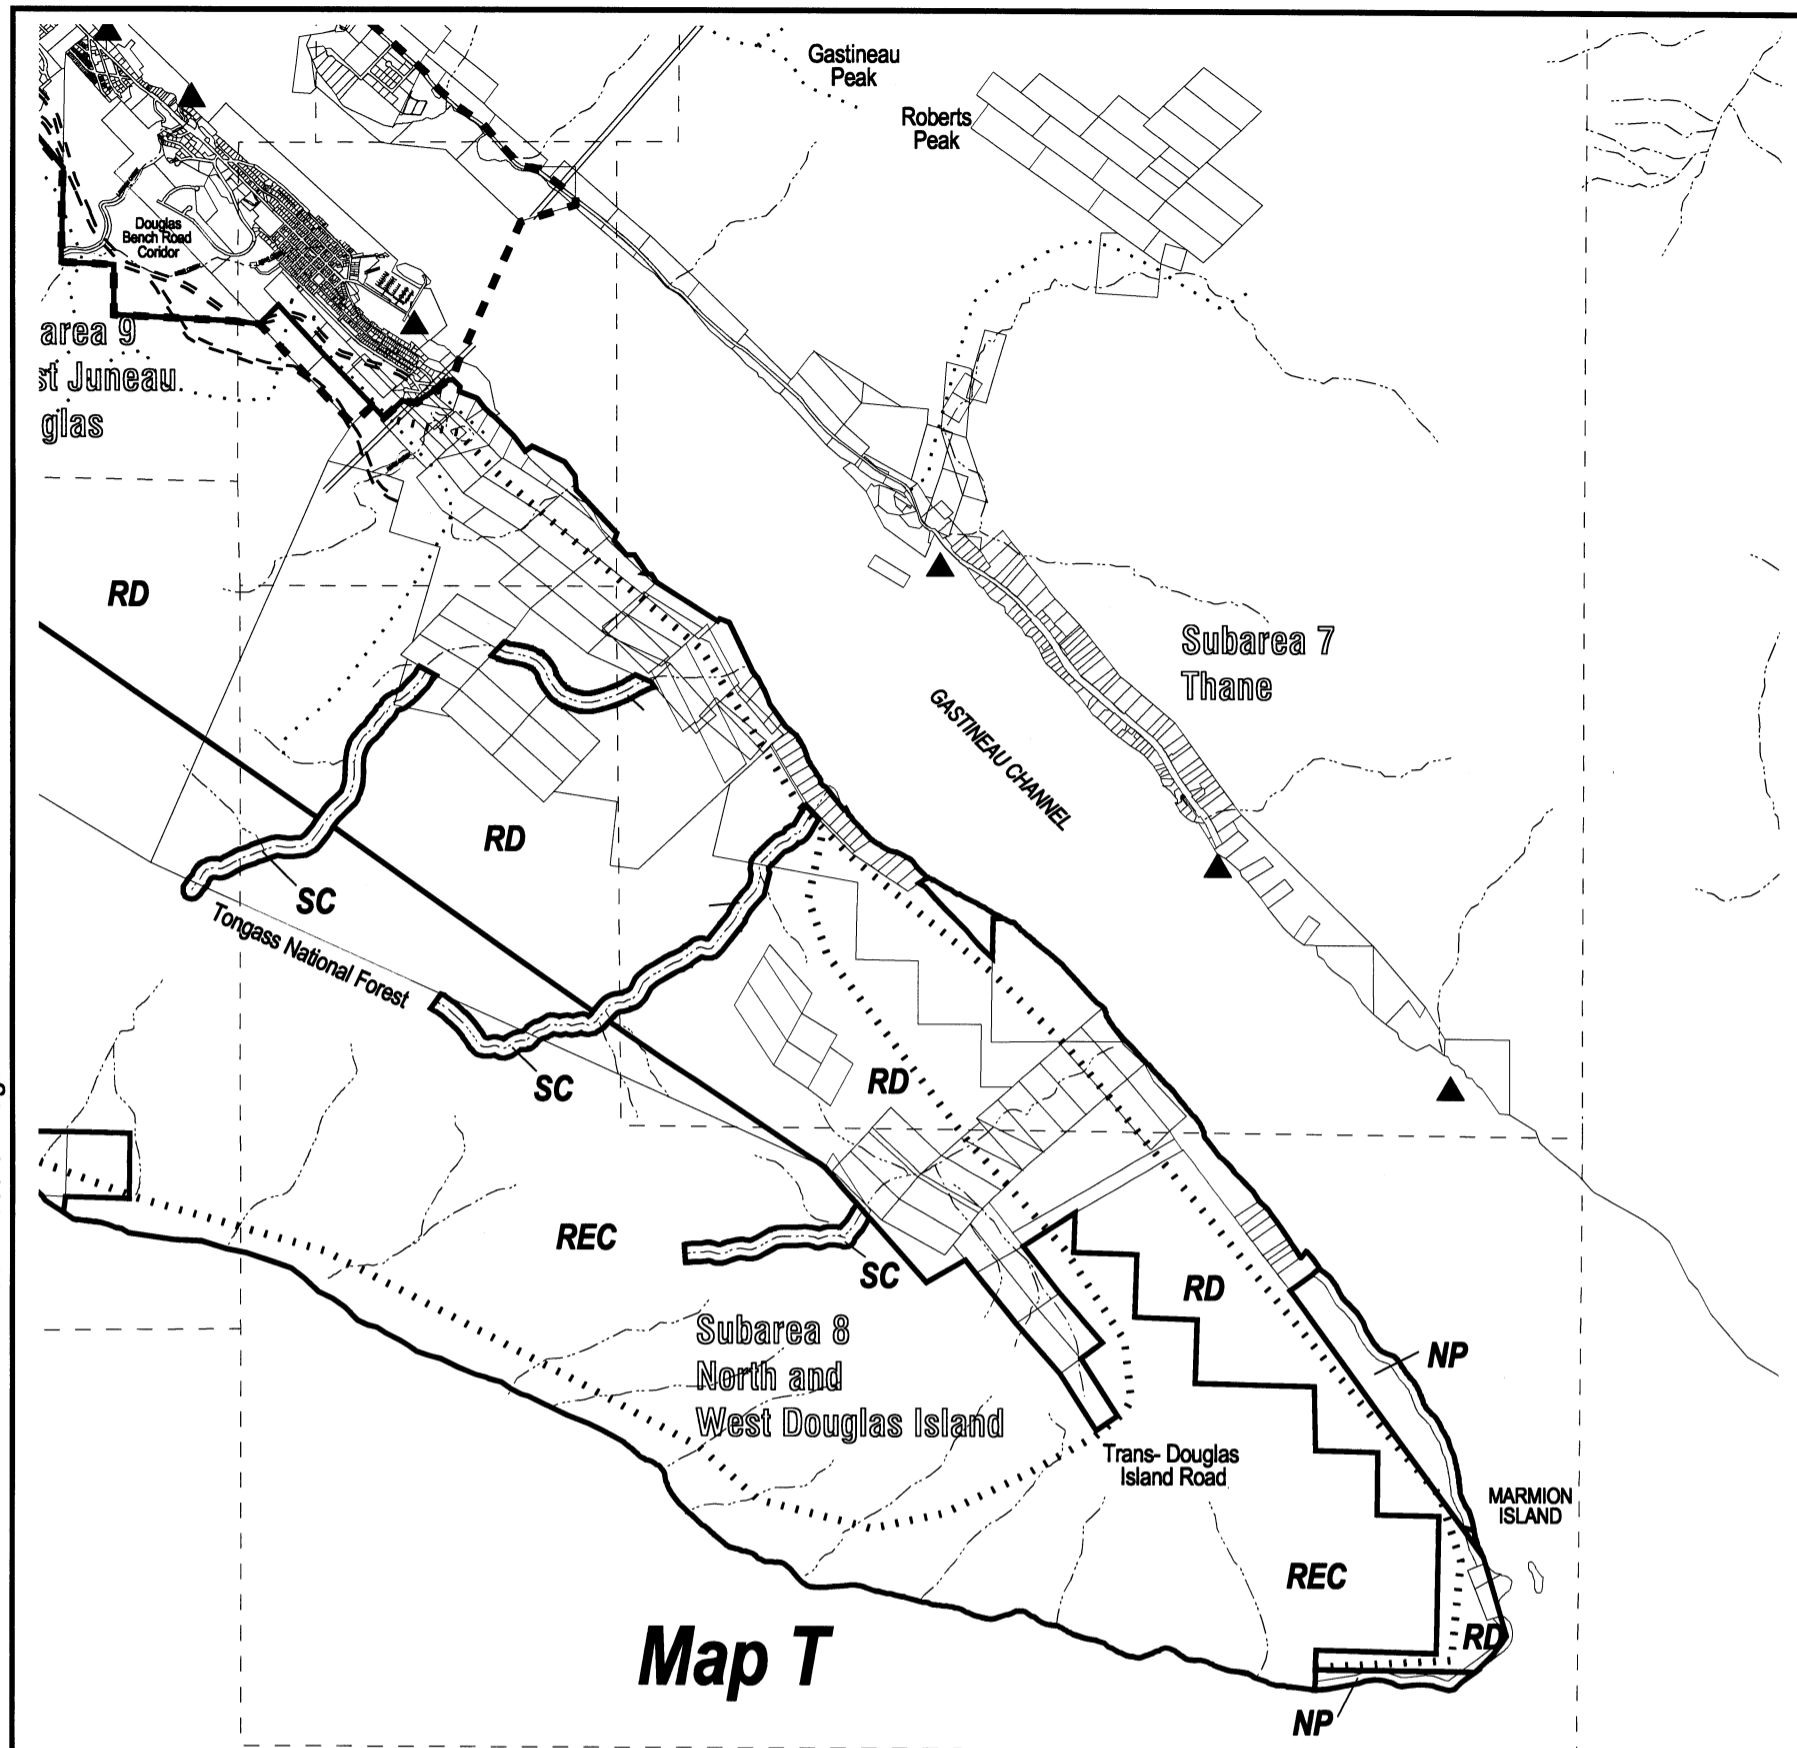 Gastineau
Peak
Roberts
Peak
Douglas
Bench Road
Coridor
area 9
st Juneau
glas
RD
Subarea 7
Thane
GASTINEAU CHANNEL
RD
SC
Tongass National Forest
SC
RD
REC
SC
RD
Subarea 8
North and
West Douglas Island
NP
Trans- Douglas
Island Road
MARMION
ISLAND
REC
RD
Map T
NP